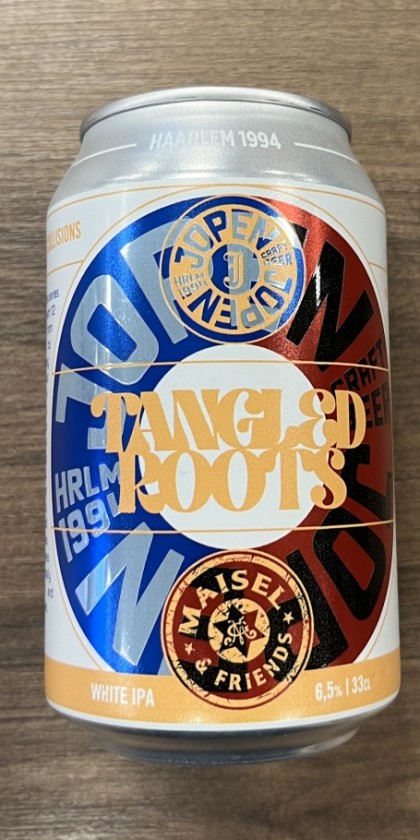 HAARLEM 1994
JOPEN
CRAFT
BEER
HRLM
1994
JOPEN
CRAFT
BEER
TANGLED
ROOTS
HRLM
199
MAISEL
& FRIENDS
WHITE IPA
6,5% | 33CL